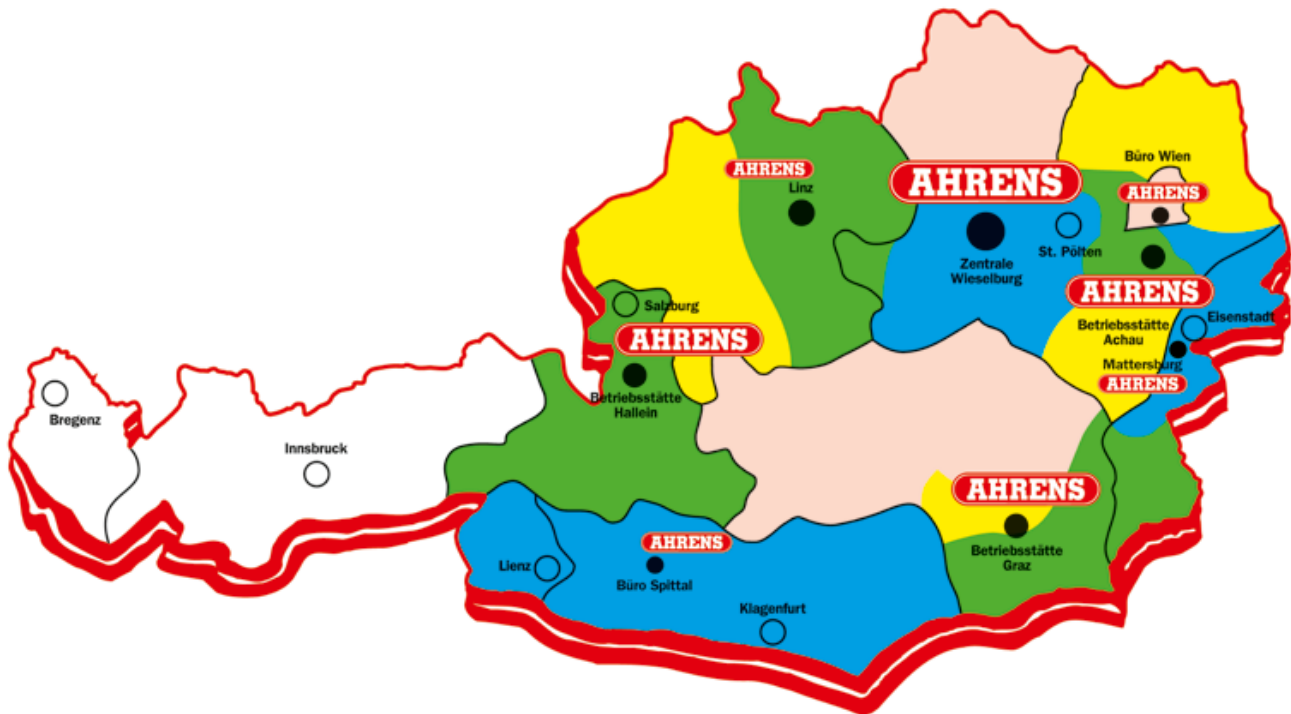 Büro Wien
AHRENS
Linz
AHRENS
AHRENS
St. Pölten
Zentrale
Wieselburg
AHRENS
Salzburg
AHRENS
Betriebsstätte
Hallein
Eisenstadt
Betriebsstätte
Achau
Mattersburg
AHRENS
Bregenz
Innsbruck
AHRENS
Betriebsstätte
Graz
AHRENS
Lienz
Büro Spittal
Klagenfurt